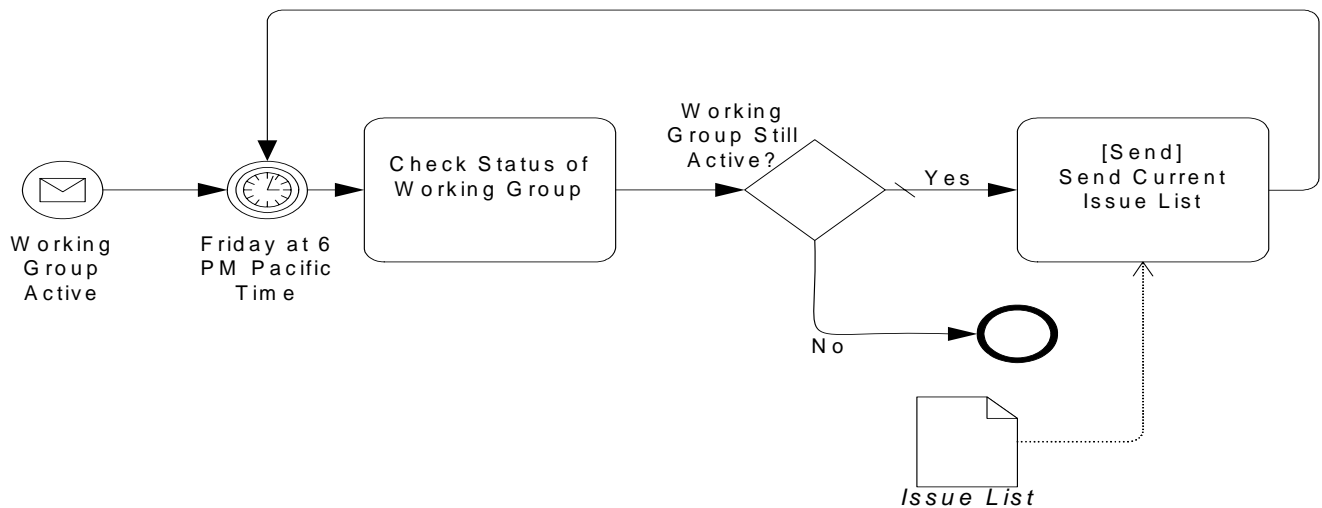 Working
Group
Active
Friday at 6
PM Pacific
Time
Check Status of
Working Group
Working
Group Still
Active?
Yes
No
[Send]
Send Current
Issue List
Issue List